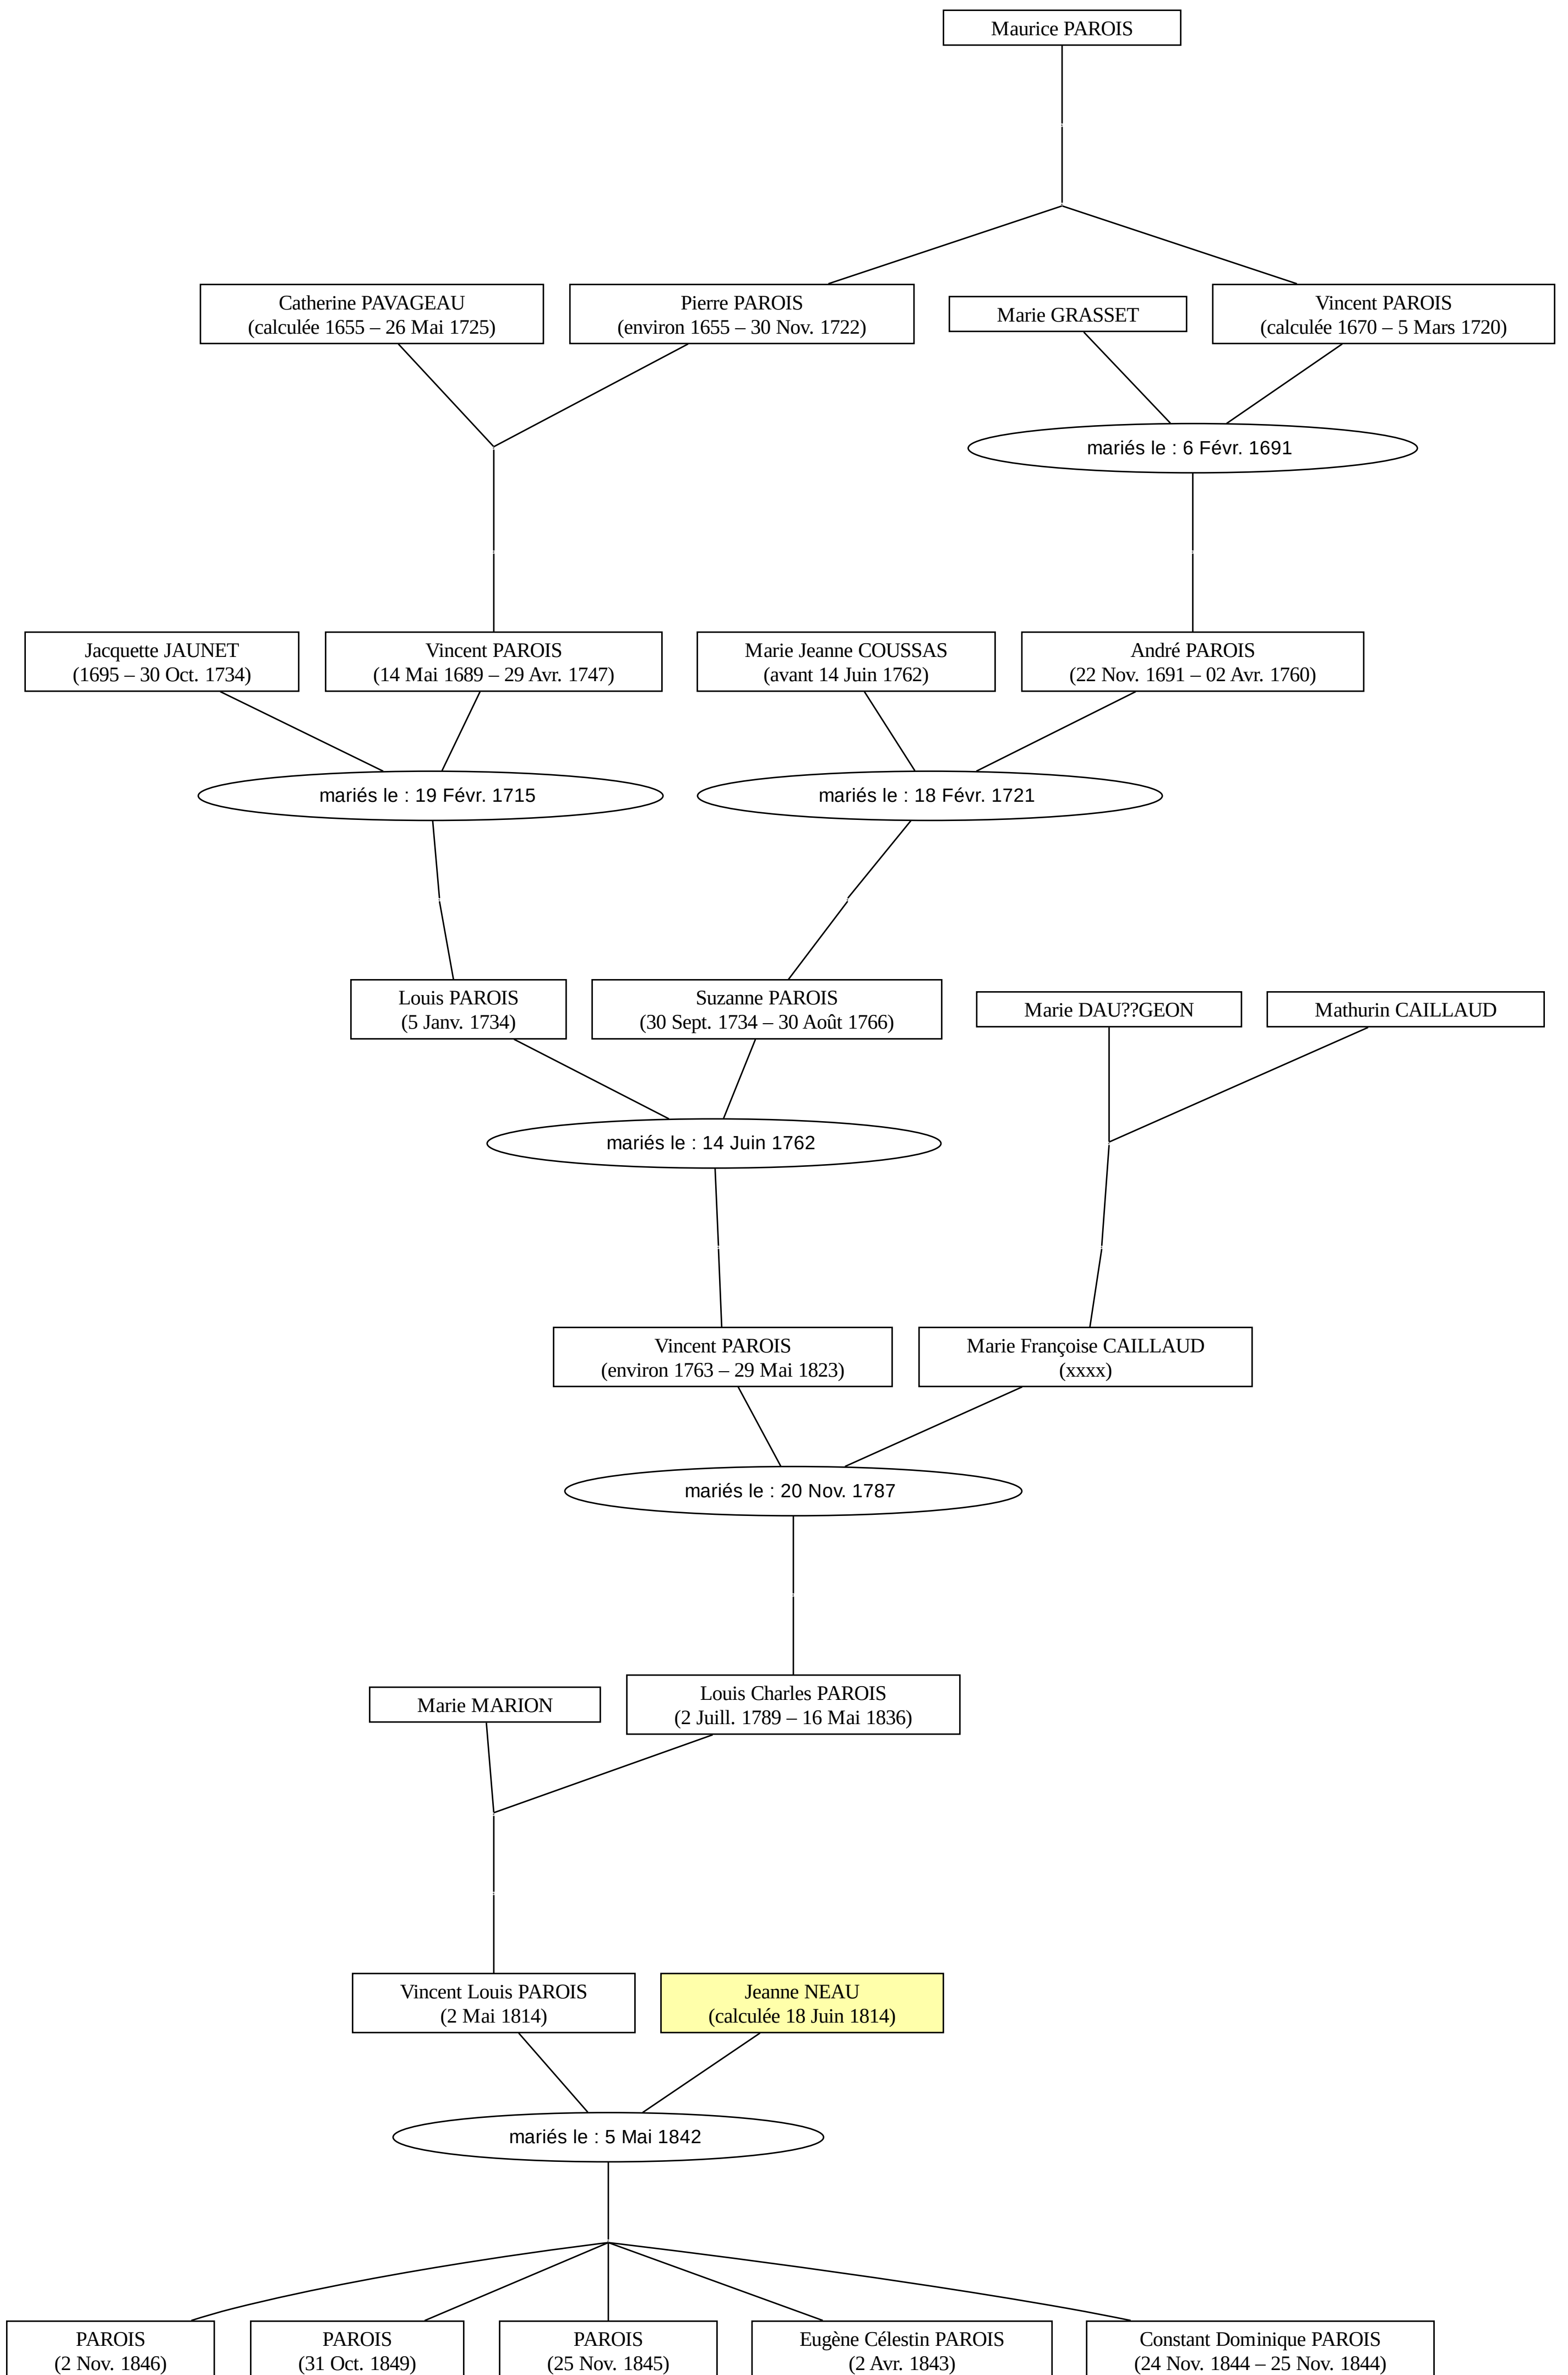 Maurice PAROIS
Catherine PAVAGEAU
(calculée 1655 – 26 Mai 1725)
Pierre PAROIS
(environ 1655 – 30 Nov. 1722)
Marie GRASSET
Vincent PAROIS
(calculée 1670 – 5 Mars 1720)
mariés le : 6 Févr. 1691
Jacquette JAUNET
(1695 – 30 Oct. 1734)
Vincent PAROIS
(14 Mai 1689 – 29 Avr. 1747)
Marie Jeanne COUSSAS
(avant 14 Juin 1762)
André PAROIS
(22 Nov. 1691 – 02 Avr. 1760)
mariés le : 19 Févr. 1715
mariés le : 18 Févr. 1721
Louis PAROIS
(5 Janv. 1734)
Suzanne PAROIS
(30 Sept. 1734 – 30 Août 1766)
Marie DAU??GEON
Mathurin CAILLAUD
mariés le : 14 Juin 1762
Vincent PAROIS
(environ 1763 – 29 Mai 1823)
Marie Françoise CAILLAUD
(xxxx)
mariés le : 20 Nov. 1787
Marie MARION
Louis Charles PAROIS
(2 Juill. 1789 – 16 Mai 1836)
Vincent Louis PAROIS
(2 Mai 1814)
Jeanne NEAU
(calculée 18 Juin 1814)
mariés le : 5 Mai 1842
PAROIS
(2 Nov. 1846)
PAROIS
(31 Oct. 1849)
PAROIS
(25 Nov. 1845)
Eugène Célestin PAROIS
(2 Avr. 1843)
Constant Dominique PAROIS
(24 Nov. 1844 – 25 Nov. 1844)